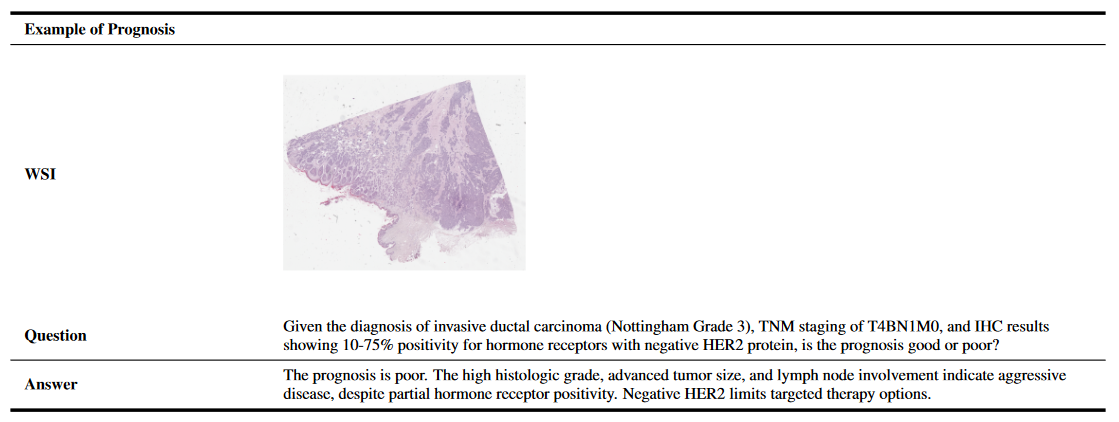 Example of Prognosis
WSI
Question
Given the diagnosis of invasive ductal carcinoma (Nottingham Grade 3), TNM staging of T4BN1M0, and IHC results
showing 10-75% positivity for hormone receptors with negative HER2 protein, is the prognosis good or poor?
Answer
The prognosis is poor. The high histologic grade, advanced tumor size, and lymph node involvement indicate aggressive
disease, despite partial hormone receptor positivity. Negative HER2 limits targeted therapy options.